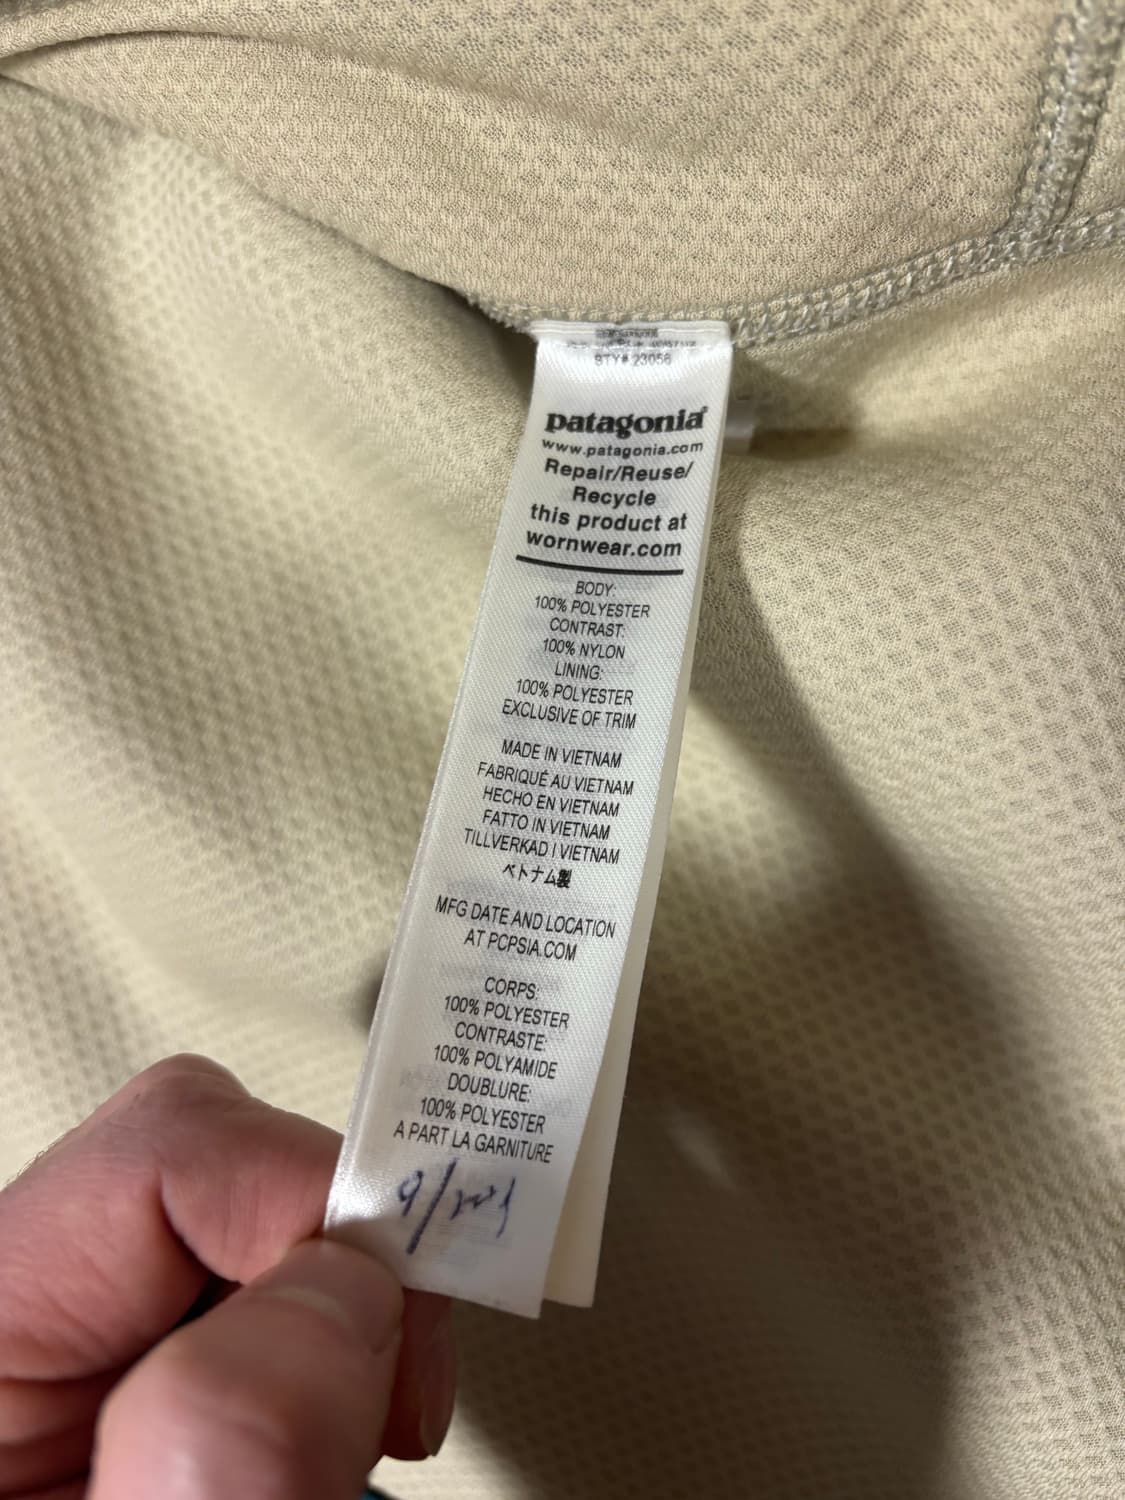 STY# 23056
patagonia®
www.patagonia.com
Repair/Reuse/
Recycle
this product at
wornwear.com
BODY:
100% POLYESTER
CONTRAST:
100% NYLON
LINING:
100% POLYESTER
EXCLUSIVE OF TRIM
MADE IN VIETNAM
FABRIQUÉ AU VIETNAM
HECHO EN VIETNAM
FATTO IN VIETNAM
TILLVERKAD I VIETNAM
ベトナム製
MFG DATE AND LOCATION
AT PCPSIA.COM
CORPS:
100% POLYESTER
CONTRASTE:
100% POLYAMIDE
DOUBLURE:
100% POLYESTER
A PART LA GARNITURE